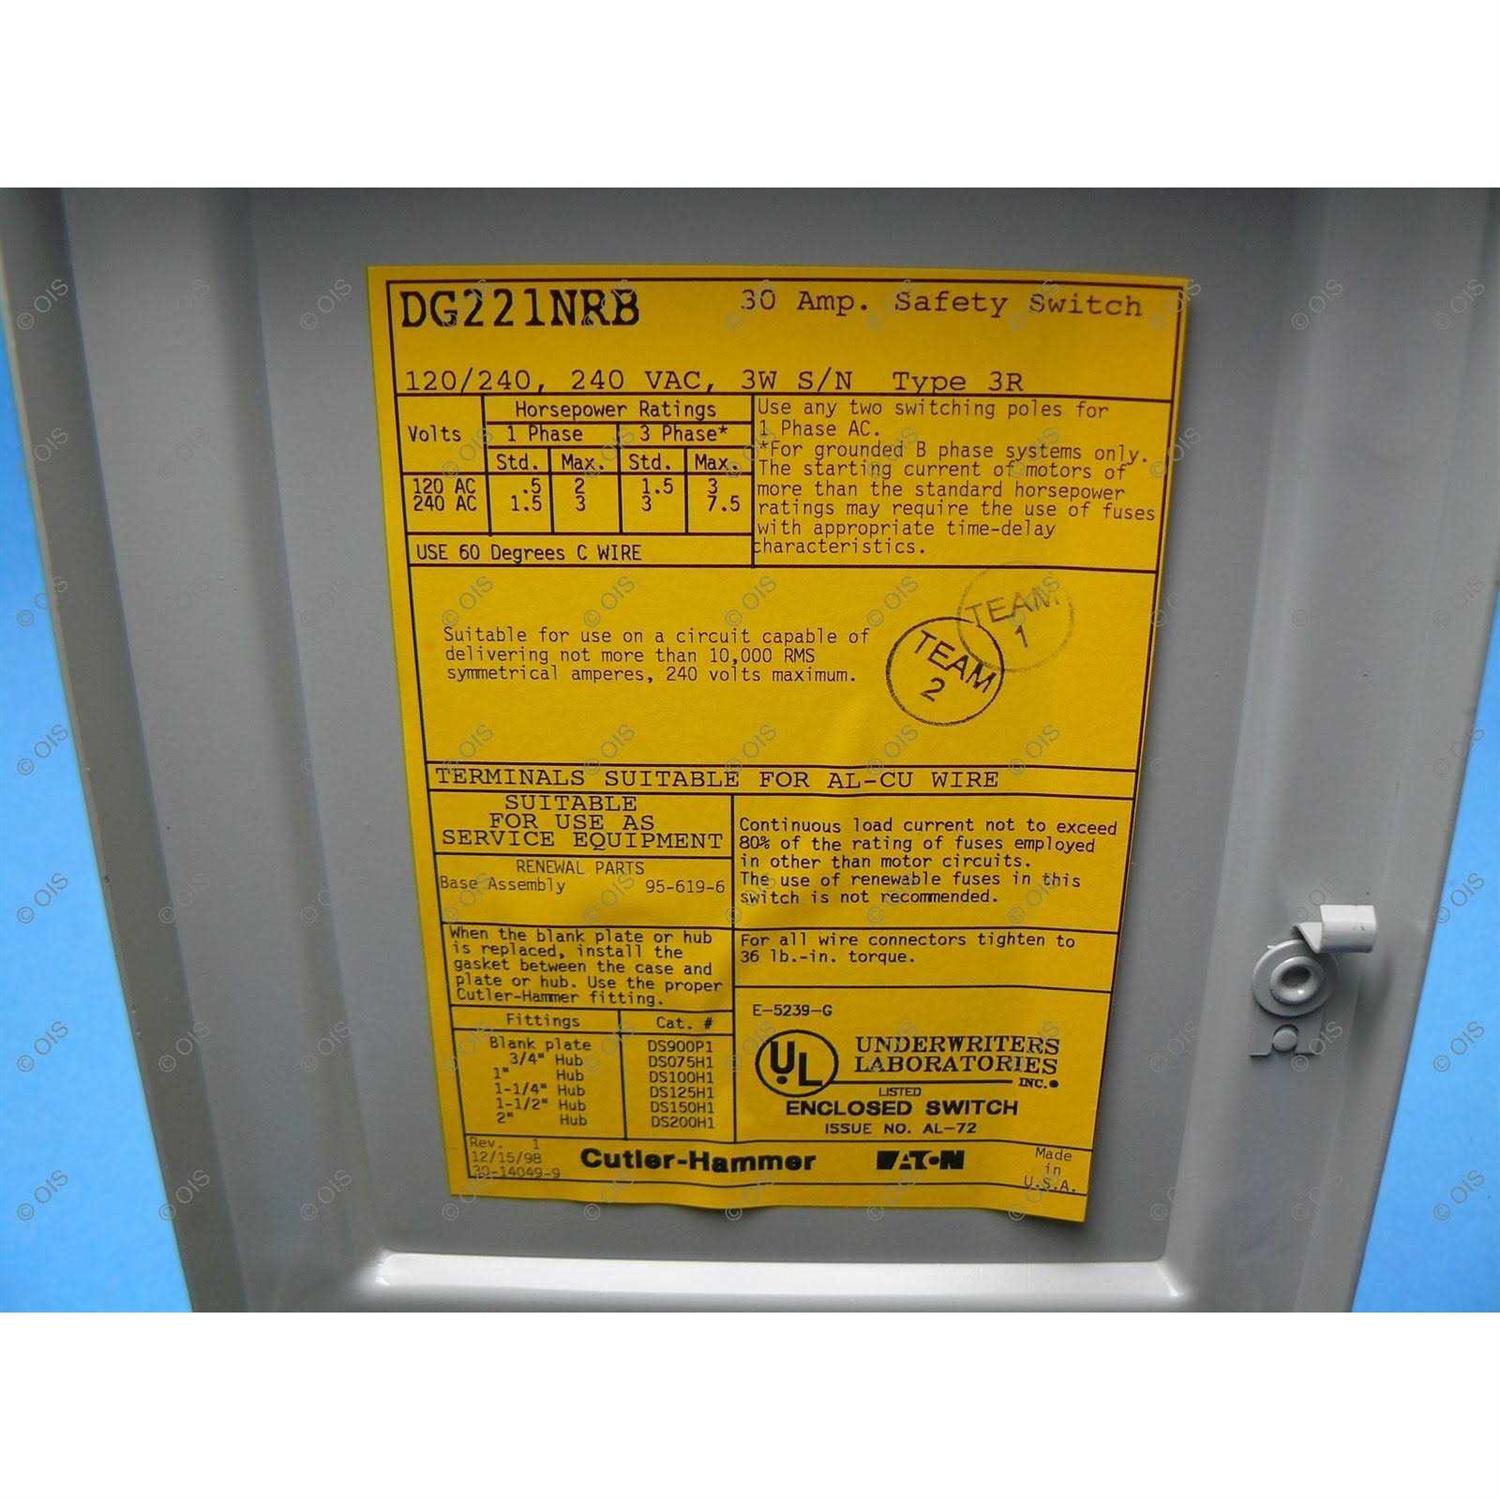 DG221NRB 30 Amp. Safety Switch
120/240, 240 VAC, 3W S/N Type 3R
Horsepower Ratings
Volts 1 Phase 3 Phase*
Std. Max. Std. Max.
120 AC .5 2 1.5 3
240 AC 1.5 3 3 7.5
USE 60 Degrees C WIRE
Use any two switching poles for
1 Phase AC.
*For grounded B phase systems only.
The starting current of motors of
more than the standard horsepower
ratings may require the use of fuses
with appropriate time-delay
characteristics.
Suitable for use on a circuit capable of
delivering not more than 10,000 RMS
symmetrical amperes, 240 volts maximum.
TEAM
1
TEAM
2
TERMINALS SUITABLE FOR AL-CU WIRE
SUITABLE
FOR USE AS
SERVICE EQUIPMENT
RENEWAL PARTS
Base Assembly 95-619-6
Continuous load current not to exceed
80% of the rating of fuses employed
in other than motor circuits.
The use of renewable fuses in this
switch is not recommended.
When the blank plate or hub
is replaced, install the
gasket between the case and
plate or hub. Use the proper
Cutler-Hammer fitting.
For all wire connectors tighten to
36 lb.-in. torque.
Fittings Cat. #
Blank plate DS900P1
3/4" Hub DS075H1
1" Hub DS100H1
1-1/4" Hub DS125H1
1-1/2" Hub DS150H1
2" Hub DS200H1
E-5239-G
UL UNDERWRITERS
LABORATORIES
INC.
LISTED
ENCLOSED SWITCH
ISSUE NO. AL-72
Rev. 1
12/15/98
30-14049-9
Cutler-Hammer EATON
Made
in
U.S.A.
© OIS